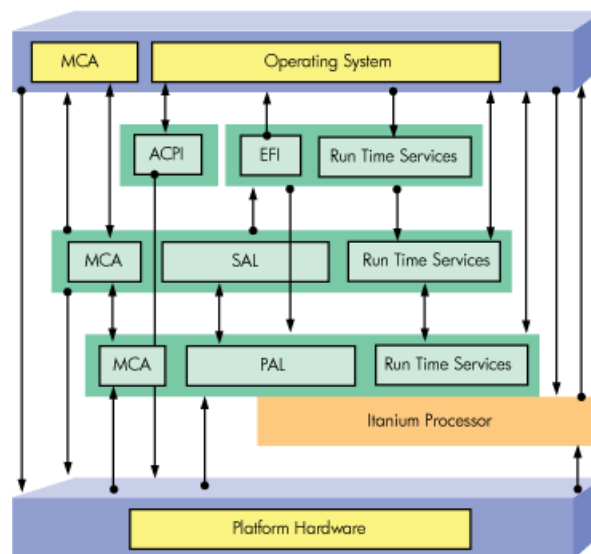 MCA
Operating System
ACPI
EFI
Run Time Services
MCA
SAL
Run Time Services
MCA
PAL
Run Time Services
Itanium Processor
Platform Hardware